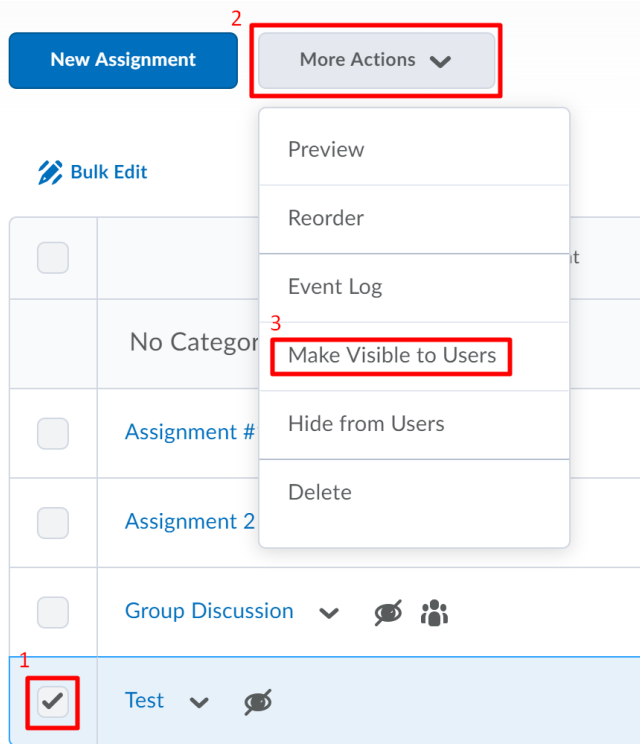 2
New Assignment
More Actions
Preview
Bulk Edit
Reorder
Event Log
3
No Categor
Make Visible to Users
Assignment #
Hide from Users
Delete
Assignment 2
Group Discussion
1
Test